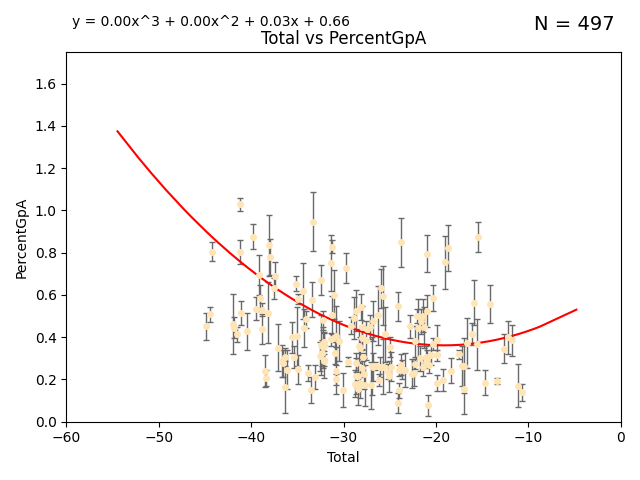 y = 0.00x^3 + 0.00x^2 + 0.03x + 0.66
N = 497
Total vs PercentGpA
PercentGpA
1.6
1.4
1.2
1.0
0.8
0.6
0.4
0.2
0.0
−60 −50 −40 −30 −20 −10 0
Total